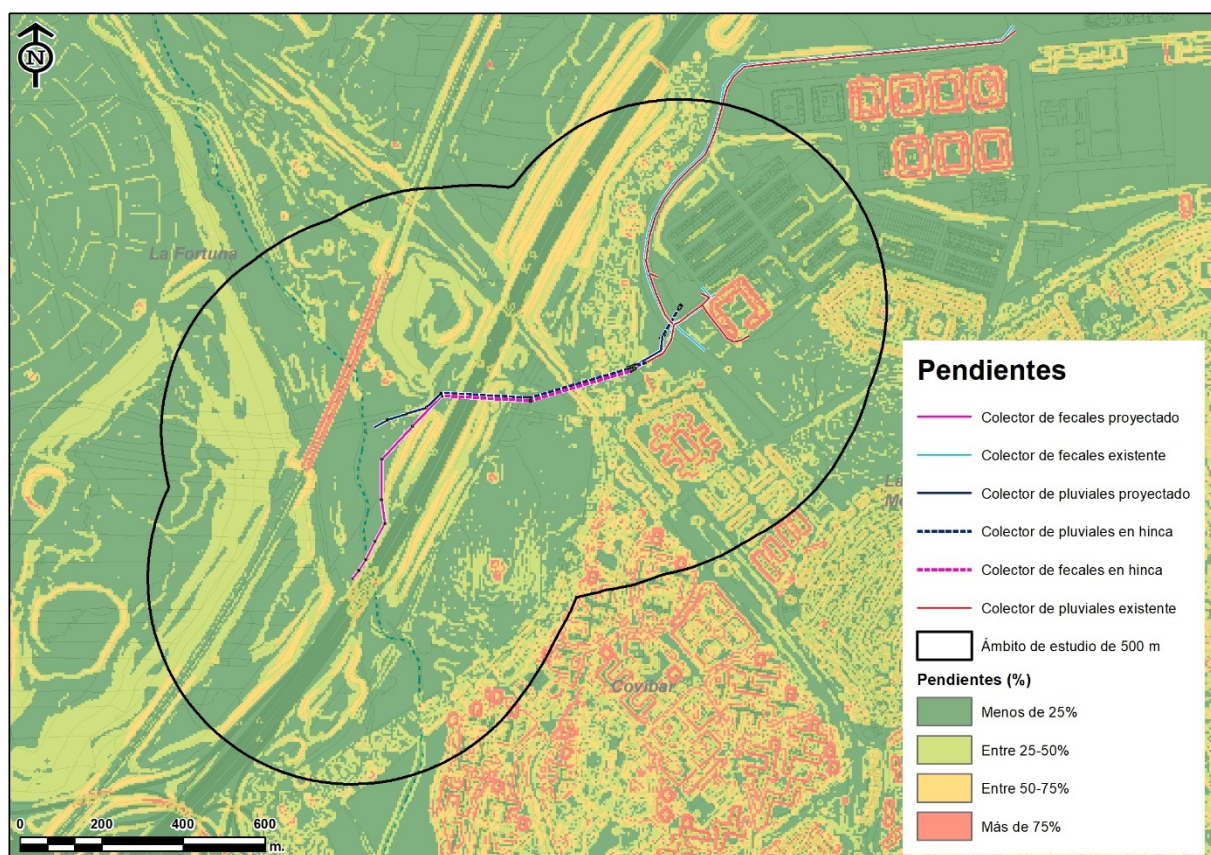 N
La Fortuna
Covibar
Pendientes
Colector de fecales proyectado
Colector de fecales existente
Colector de pluviales proyectado
Colector de pluviales en hinca
Colector de fecales en hinca
Colector de pluviales existente
Ámbito de estudio de 500 m
Pendientes (%)
Menos de 25%
Entre 25-50%
Entre 50-75%
Más de 75%
0 200 400 600
m.